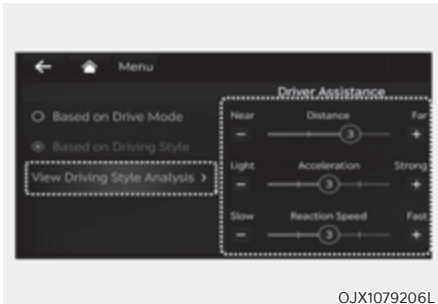 Menu
Driver Assistance
Based on Drive Mode
Based on Driving Style
View Driving Style Analysis >
Near Distance Far
− 3 +
Light Acceleration Strong
− 3 +
Slow Reaction Speed Fast
− 3 +
OJX1079206L